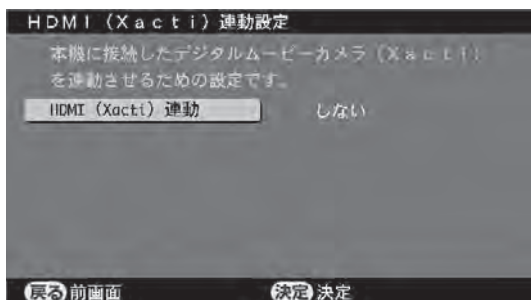 HDMI（Xacti）連動設定
本機に接続したデジタルムービーカメラ（Xacti）
を連動させるための設定です。
HDMI（Xacti）連動 しない
戻る 前画面 決定 決定